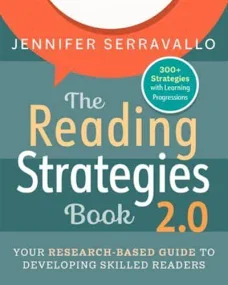 JENNIFER SERRAVALLO
300+
Strategies
with Learning
Progressions
The
Reading
Strategies
Book 2.0
YOUR RESEARCH-BASED GUIDE TO
DEVELOPING SKILLED READERS